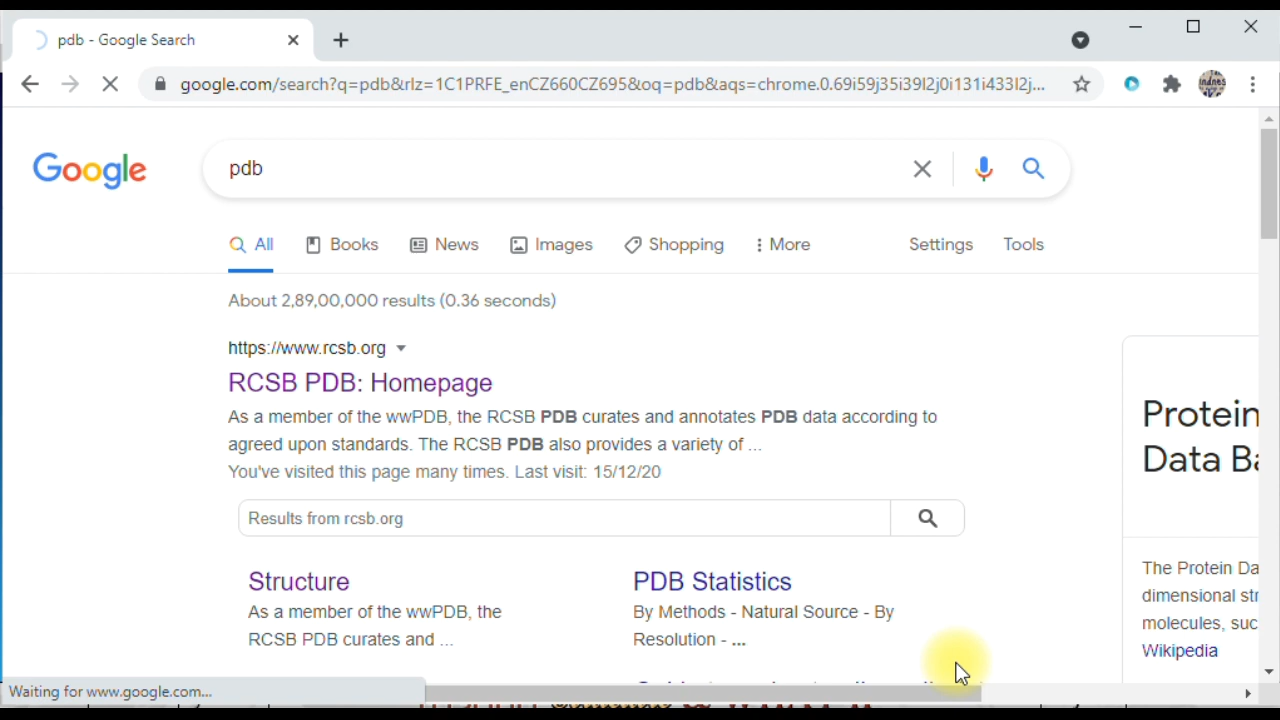 pdb - Google Search
google.com/search?q=pdb&rlz=1C1PRFE_enCZ660CZ695&oq=pdb&aqs=chrome.0.69i59j35i39l2j0i131i433l2j...
Google
pdb
All Books News Images Shopping More Settings Tools
About 2,89,00,000 results (0.36 seconds)
https://www.rcsb.org
RCSB PDB: Homepage
As a member of the wwPDB, the RCSB PDB curates and annotates PDB data according to
agreed upon standards. The RCSB PDB also provides a variety of ...
You've visited this page many times. Last visit: 15/12/20
Results from rcsb.org
Structure
As a member of the wwPDB, the
RCSB PDB curates and ...
PDB Statistics
By Methods - Natural Source - By
Resolution - ...
Protein
Data
The Protein
dimensional
molecules,
Wikipedia
Waiting for www.google.com...